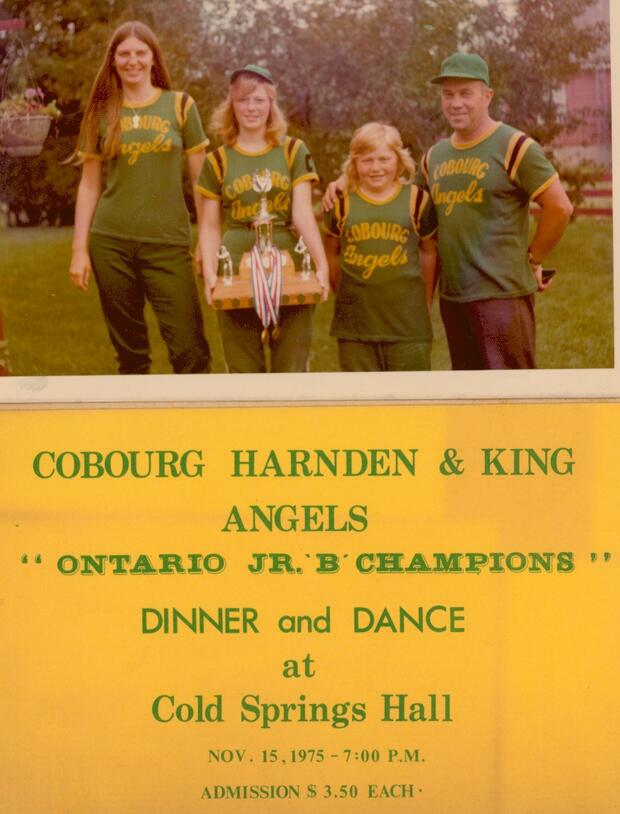 COBOURG
Angels
COBOURG
Angels
COBOURG
Angels
COBOURG
Angels
COBOURG HARNDEN & KING
ANGELS
“ ONTARIO JR.`B´ CHAMPIONS ”
DINNER and DANCE
at
Cold Springs Hall
NOV. 15, 1975 - 7:00 P.M.
ADMISSION $ 3.50 EACH.